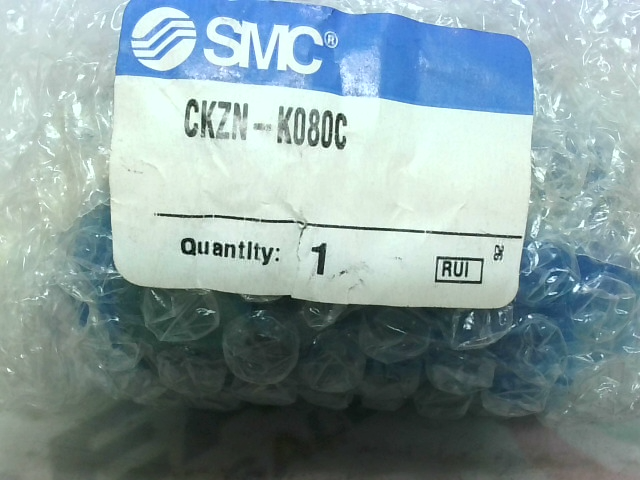 SMC®
CKZN-K080C
Quantity: 1
RUI